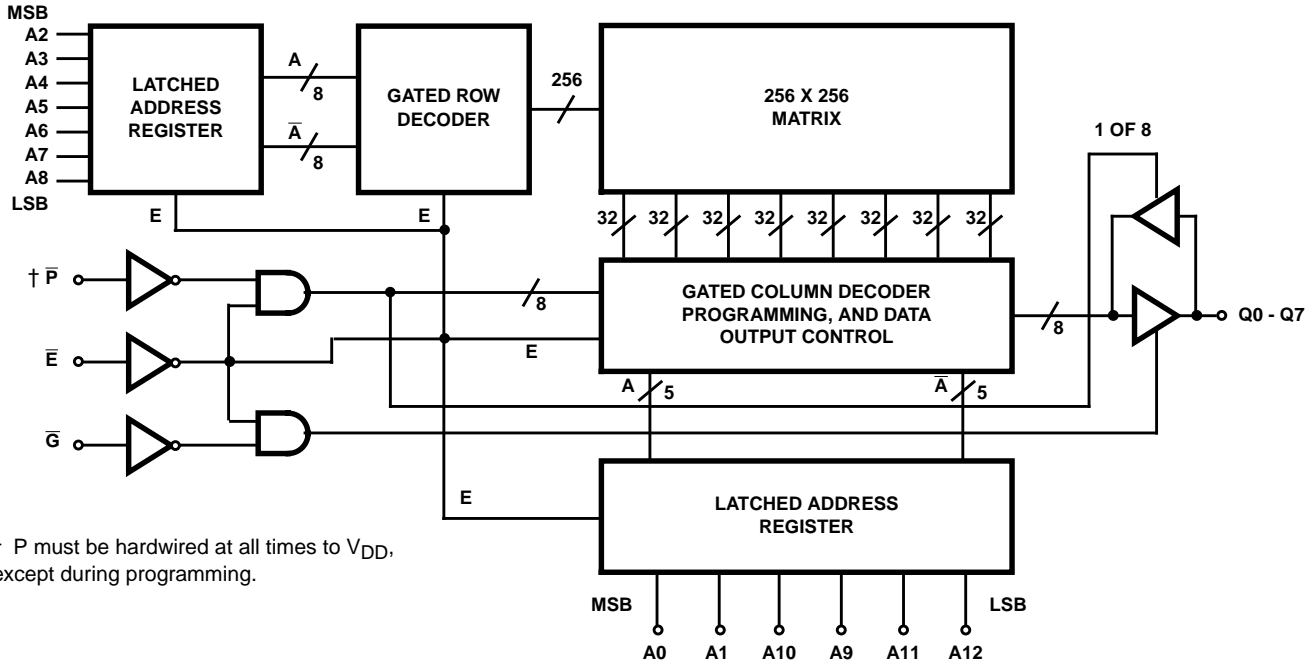 MSB
A2
A3
A4
A5
A6
A7
A8
LSB
LATCHED
ADDRESS
REGISTER
A
8
A̅
8
GATED ROW
DECODER
256
256 X 256
MATRIX
1 OF 8
E
E
32
32
32
32
32
32
32
32
† P̅
E̅
G̅
8
E
GATED COLUMN DECODER
PROGRAMMING, AND DATA
OUTPUT CONTROL
8
Q0 - Q7
A
5
A̅
5
E
LATCHED ADDRESS
REGISTER
P must be hardwired at all times to VDD,
except during programming.
MSB
LSB
A0
A1
A10
A9
A11
A12